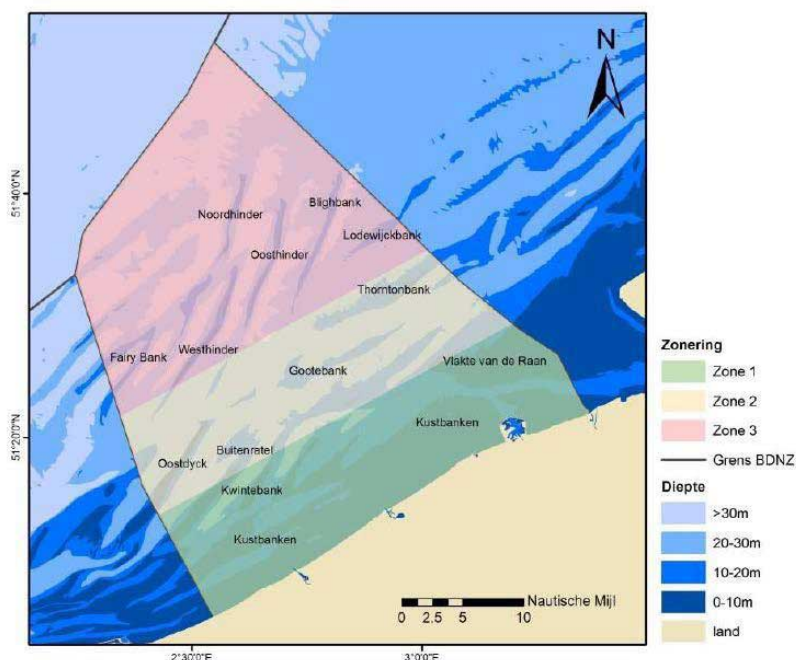 N
51°40'0"N
51°20'0"N
Noordhinder
Blighbank
Lodewijckbank
Oosthinder
Thorntonbank
Fairy Bank
Westhinder
Gootebank
Vlakte van de Raan
Kustbanken
Oostdyck
Buitenratel
Kwintebank
Kustbanken
Nautische Mijl
0 2.5 5 10
2°30'0"E
3°0'0"E
Zonering
Zone 1
Zone 2
Zone 3
Grens BDNZ
Diepte
>30m
20-30m
10-20m
0-10m
land